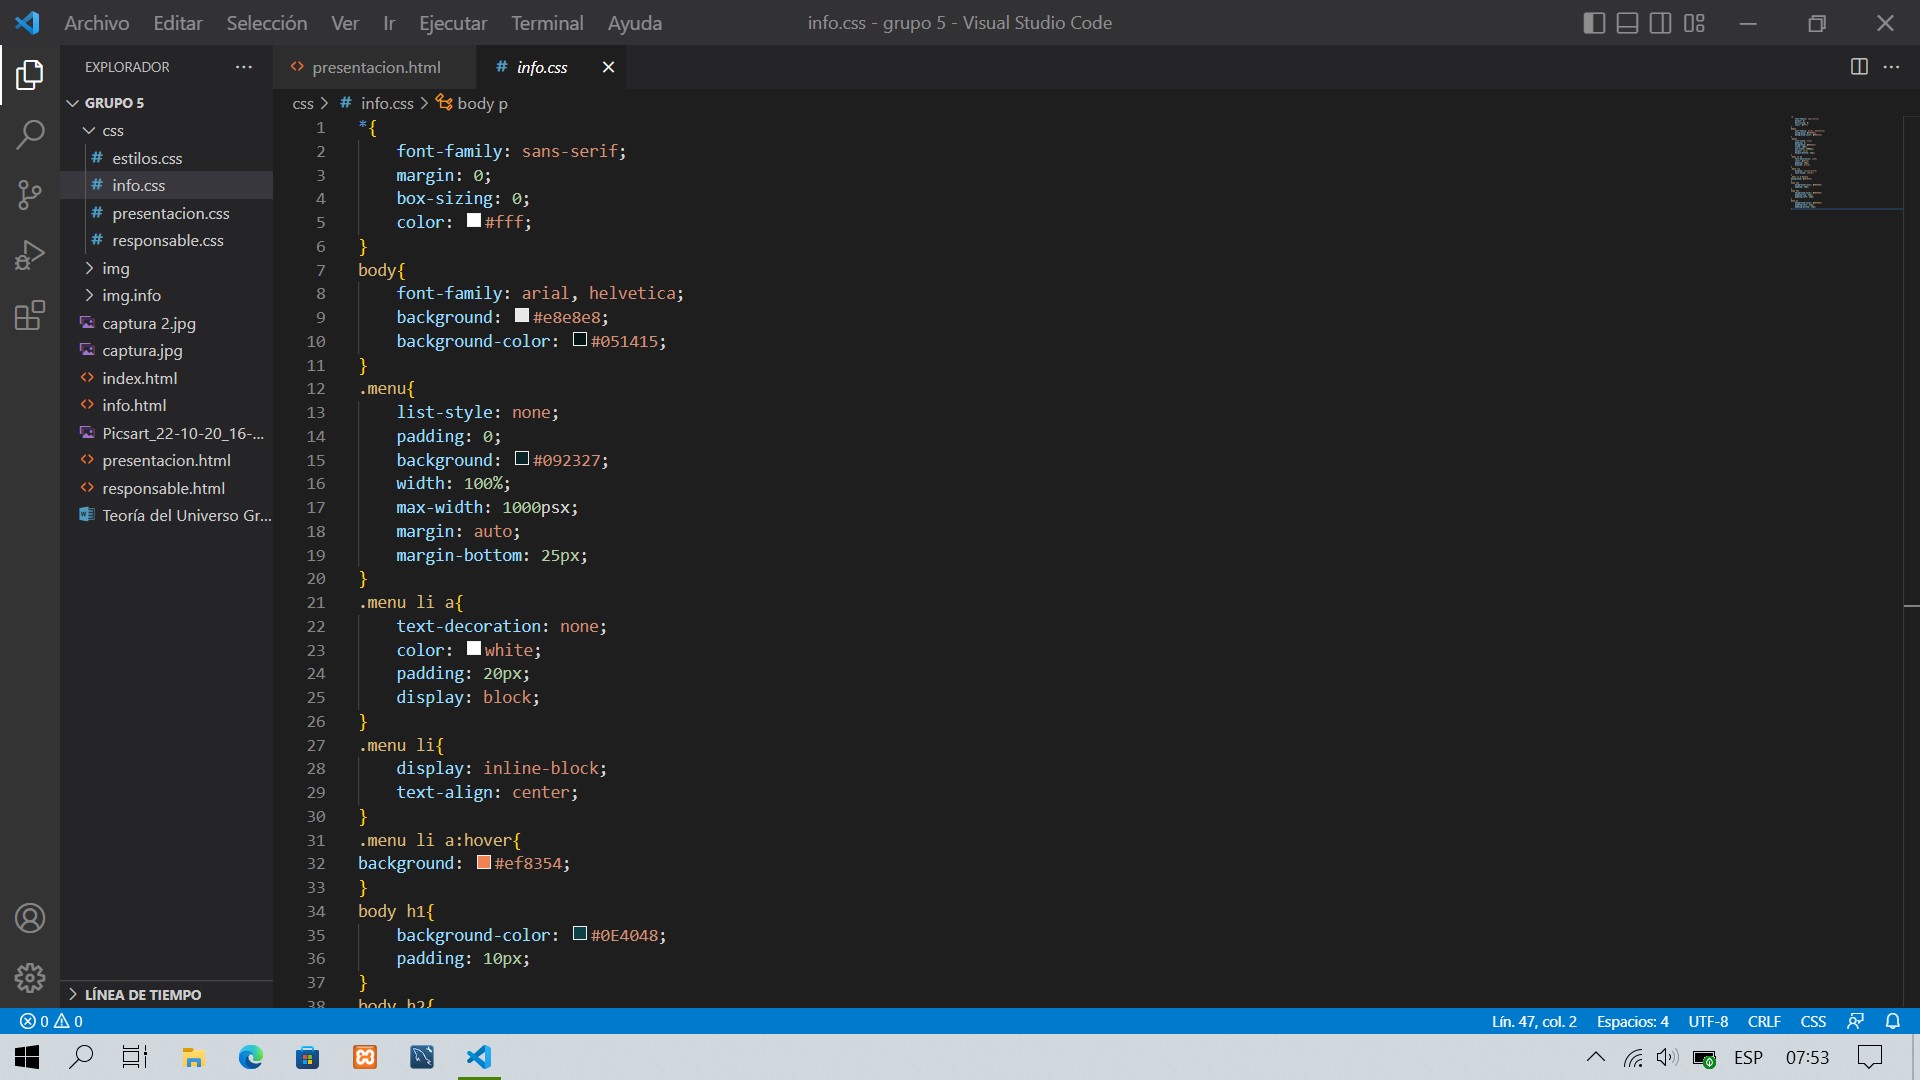 Archivo Editar Selección Ver Ir Ejecutar Terminal Ayuda
info.css - grupo 5 - Visual Studio Code
EXPLORADOR
GRUPO 5
css
estilos.css
info.css
presentacion.css
responsable.css
img
img.info
captura 2.jpg
captura.jpg
index.html
info.html
Picsart_22-10-20_16-...
presentacion.html
responsable.html
Teoría del Universo Gr...
LÍNEA DE TIEMPO
presentacion.html
# info.css
css > # info.css > body p
1 *{
2 font-family: sans-serif;
3 margin: 0;
4 box-sizing: 0;
5 color: #fff;
6 }
7 body{
8 font-family: arial, helvetica;
9 background: #e8e8e8;
10 background-color: #051415;
11 }
12 .menu{
13 list-style: none;
14 padding: 0;
15 background: #092327;
16 width: 100%;
17 max-width: 1000psx;
18 margin: auto;
19 margin-bottom: 25px;
20 }
21 .menu li a{
22 text-decoration: none;
23 color: white;
24 padding: 20px;
25 display: block;
26 }
27 .menu li{
28 display: inline-block;
29 text-align: center;
30 }
31 .menu li a:hover{
32 background: #ef8354;
33 }
34 body h1{
35 background-color: #0E4048;
36 padding: 10px;
37 }
38 body h2{
0 0
Lín. 47, col. 2 Espacios: 4 UTF-8 CRLF CSS
ESP 07:53